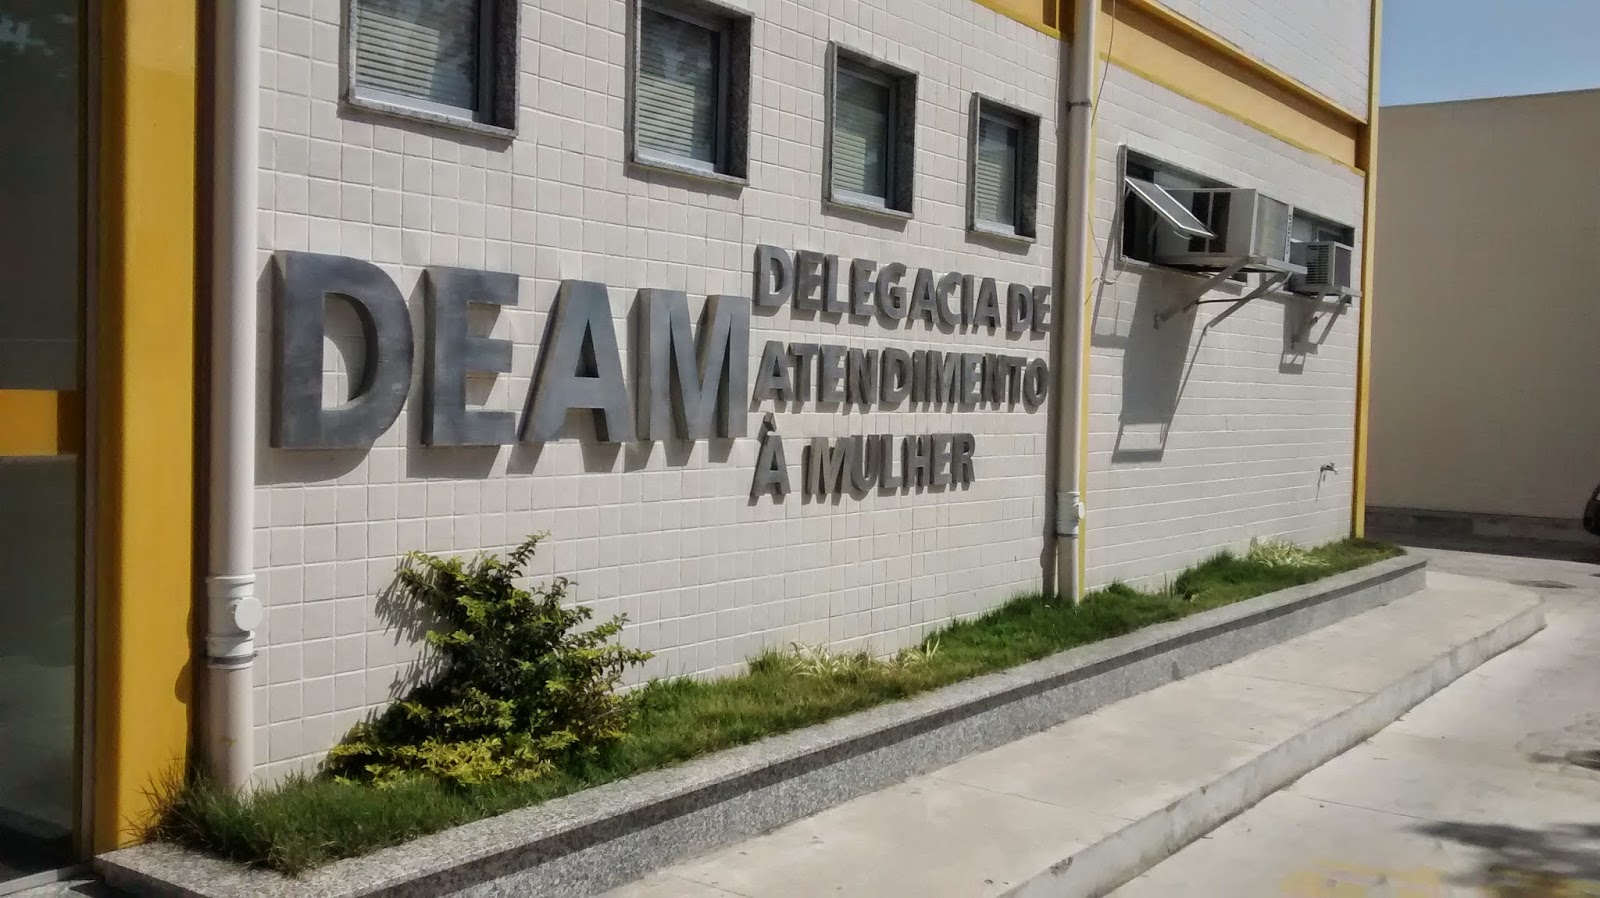 DEAM
DELEGACIA DE
ATENDIMENTO
À MULHER